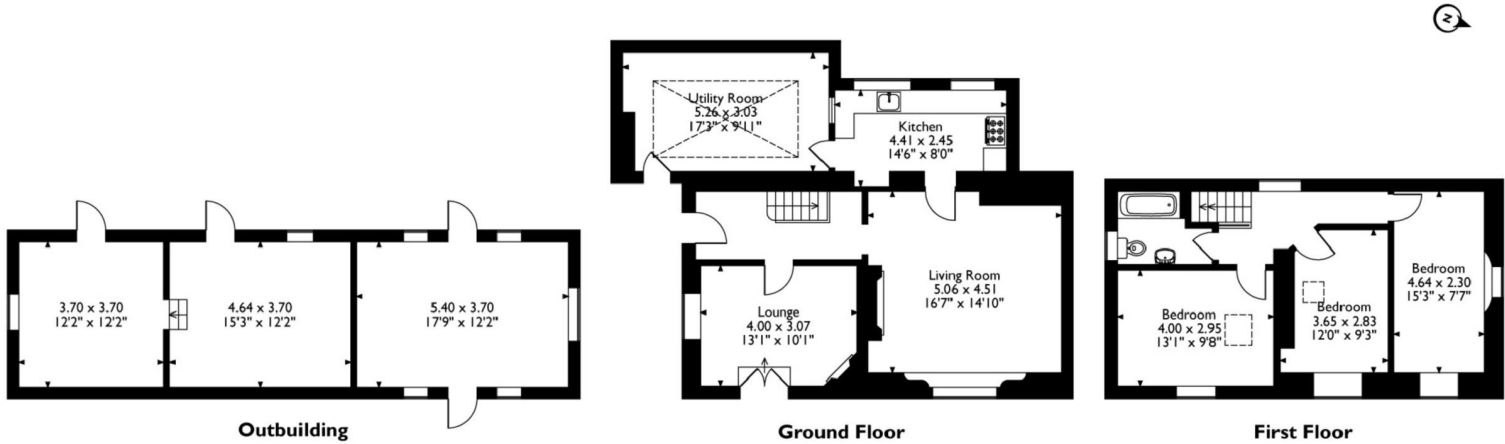 N
Utility Room
5.26 x 3.03
17'3" x 9'11"
Kitchen
4.41 x 2.45
14'6" x 8'0"
3.70 x 3.70
12'2" x 12'2"
4.64 x 3.70
15'3" x 12'2"
5.40 x 3.70
17'9" x 12'2"
Lounge
4.00 x 3.07
13'1" x 10'1"
Living Room
5.06 x 4.51
16'7" x 14'10"
Bedroom
4.00 x 2.95
13'1" x 9'8"
Bedroom
3.65 x 2.83
12'0" x 9'3"
Bedroom
4.64 x 2.30
15'3" x 7'7"
Outbuilding
Ground Floor
First Floor